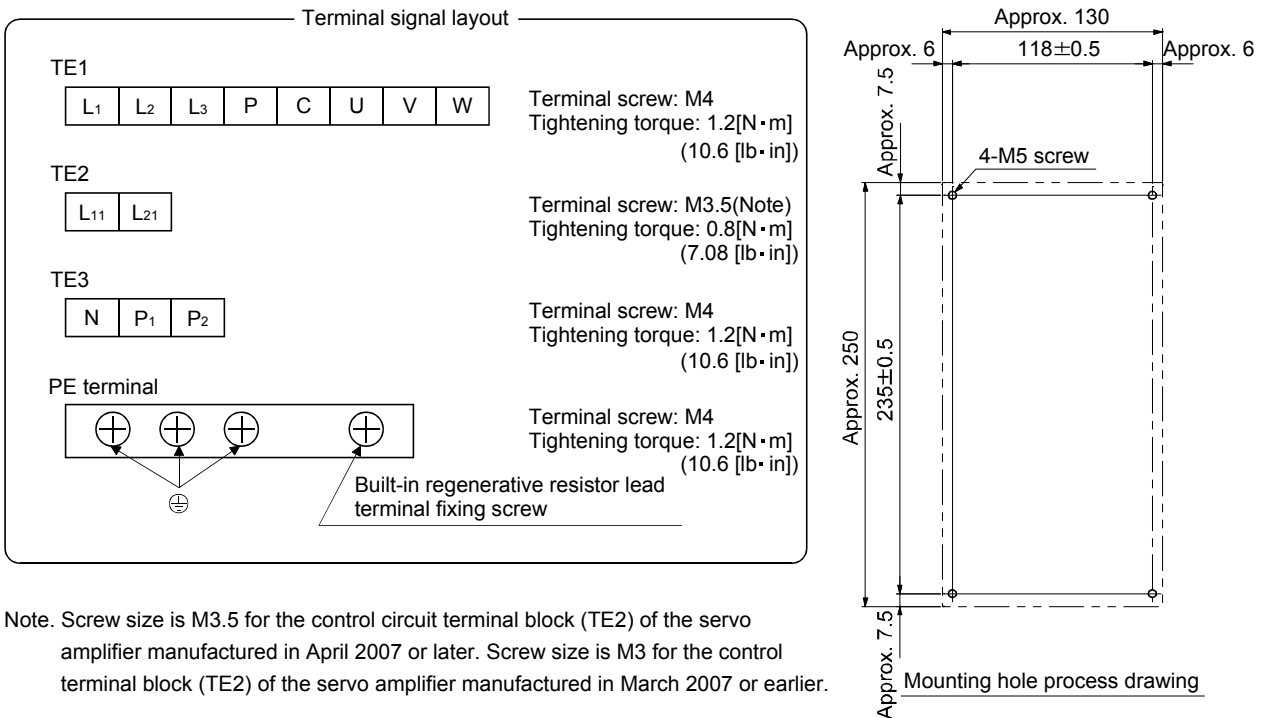 Terminal signal layout
TE1
L1 L2 L3 P C U V W
Terminal screw: M4
Tightening torque: 1.2[N▪m]
(10.6 [lb▪in])
TE2
L11 L21
Terminal screw: M3.5(Note)
Tightening torque: 0.8[N▪m]
(7.08 [lb▪in])
TE3
N P1 P2
Terminal screw: M4
Tightening torque: 1.2[N▪m]
(10.6 [lb▪in])
PE terminal
Terminal screw: M4
Tightening torque: 1.2[N▪m]
(10.6 [lb▪in])
Built-in regenerative resistor lead
terminal fixing screw
Note. Screw size is M3.5 for the control circuit terminal block (TE2) of the servo
amplifier manufactured in April 2007 or later. Screw size is M3 for the control
terminal block (TE2) of the servo amplifier manufactured in March 2007 or earlier.
Approx. 130
Approx. 6
118±0.5
Approx. 6
Approx. 7.5
4-M5 screw
Approx. 250
235±0.5
Approx. 7.5
Mounting hole process drawing